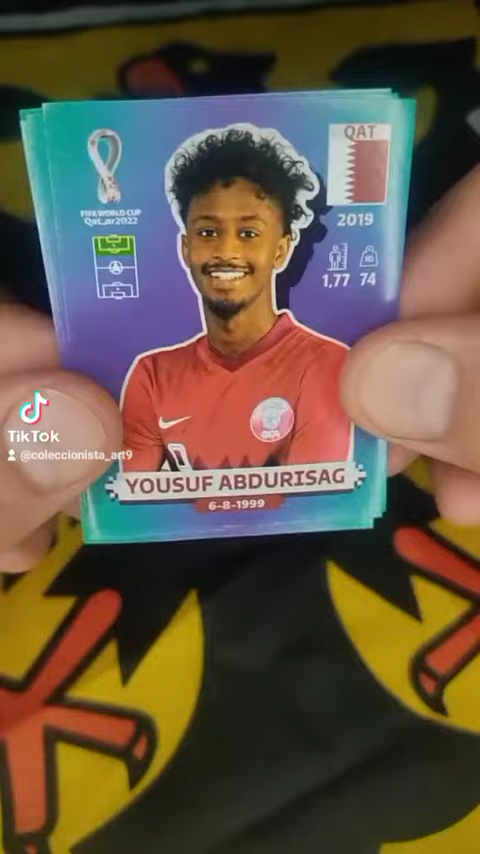 QAT
FIFA WORLD CUP
Qatar2022
2019
1,77 74
YOUSUF ABDURISAG
6-8-1999
TikTok
@coleccionista_art9